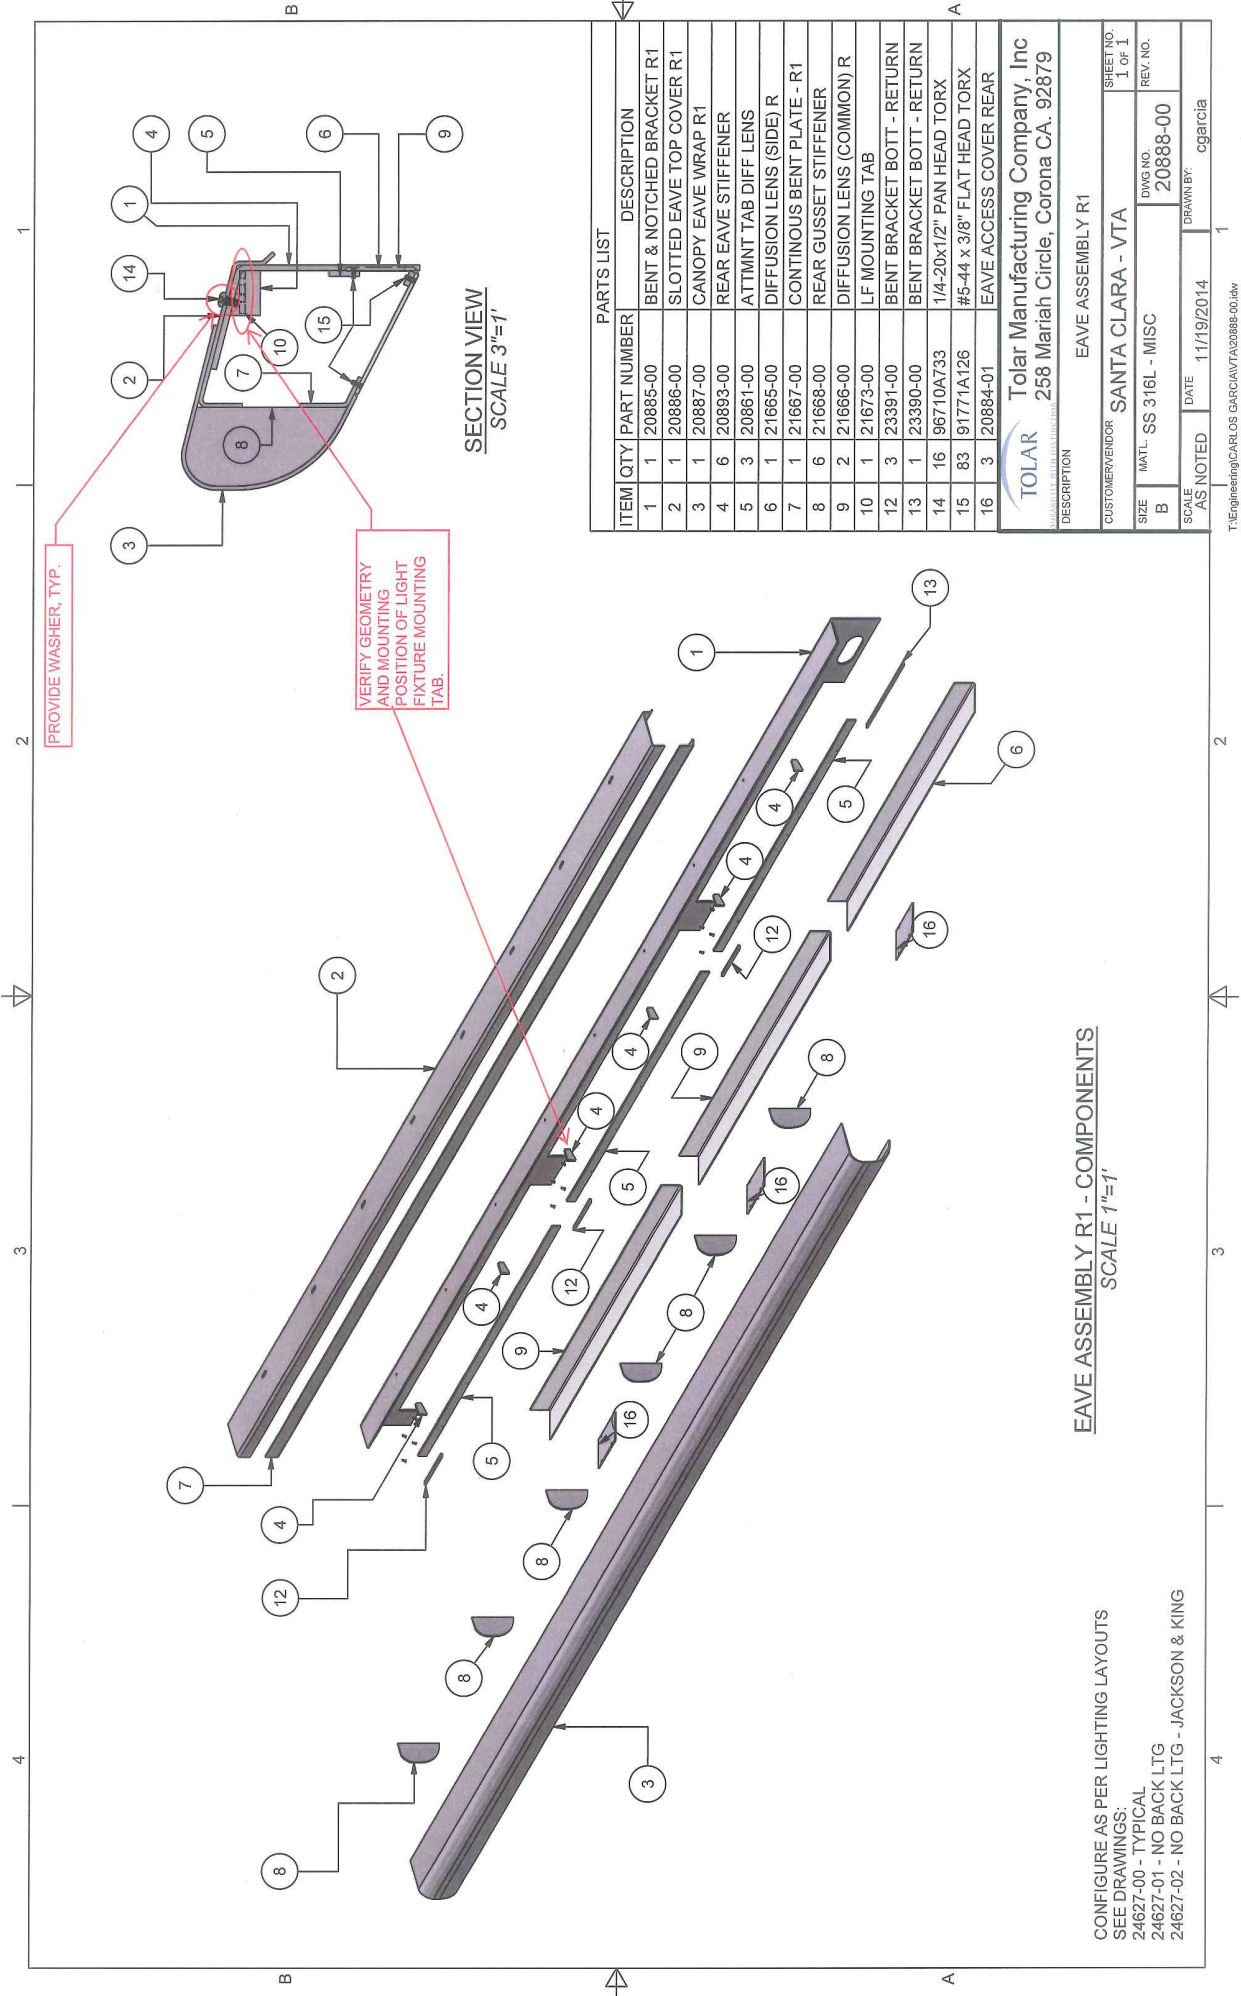 PROVIDE WASHER, TYP.
VERIFY GEOMETRY
AND MOUNTING
POSITION OF LIGHT
FIXTURE MOUNTING
TAB.
SECTION VIEW
SCALE 3"=1'
PARTS LIST
ITEM QTY PART NUMBER DESCRIPTION
1 1 20885-00 BENT & NOTCHED BRACKET R1
2 1 20886-00 SLOTTED EAVE TOP COVER R1
3 1 20887-00 CANOPY EAVE WRAP R1
4 6 20893-00 REAR EAVE STIFFENER
5 3 20861-00 ATTMNT TAB DIFF LENS
6 1 21665-00 DIFFUSION LENS (SIDE) R
7 1 21667-00 CONTINOUS BENT PLATE - R1
8 6 21668-00 REAR GUSSET STIFFENER
9 2 21666-00 DIFFUSION LENS (COMMON) R
10 1 21673-00 LF MOUNTING TAB
12 3 23391-00 BENT BRACKET BOTT - RETURN
13 1 23390-00 BENT BRACKET BOTT - RETURN
14 16 96710A733 1/4-20x1/2" PAN HEAD TORX
15 83 91771A126 #5-44 x 3/8" FLAT HEAD TORX
16 3 20884-01 EAVE ACCESS COVER REAR
TOLAR
Tolar Manufacturing Company, Inc
258 Mariah Circle, Corona CA. 92879
DESCRIPTION
EAVE ASSEMBLY R1
CUSTOMER/VENDOR
SANTA CLARA - VTA
SHEET NO.
1 OF 1
SIZE
B
MATL.
SS 316L - MISC
DWG NO.
20888-00
REV. NO.
SCALE
AS NOTED
DATE
11/19/2014
DRAWN BY:
cgarcia
T:\Engineering\CARLOS GARCIA\VTA\20888-00.idw
EAVE ASSEMBLY R1 - COMPONENTS
SCALE 1"=1'
CONFIGURE AS PER LIGHTING LAYOUTS
SEE DRAWINGS:
24627-00 - TYPICAL
24627-01 - NO BACK LTG
24627-02 - NO BACK LTG - JACKSON & KING